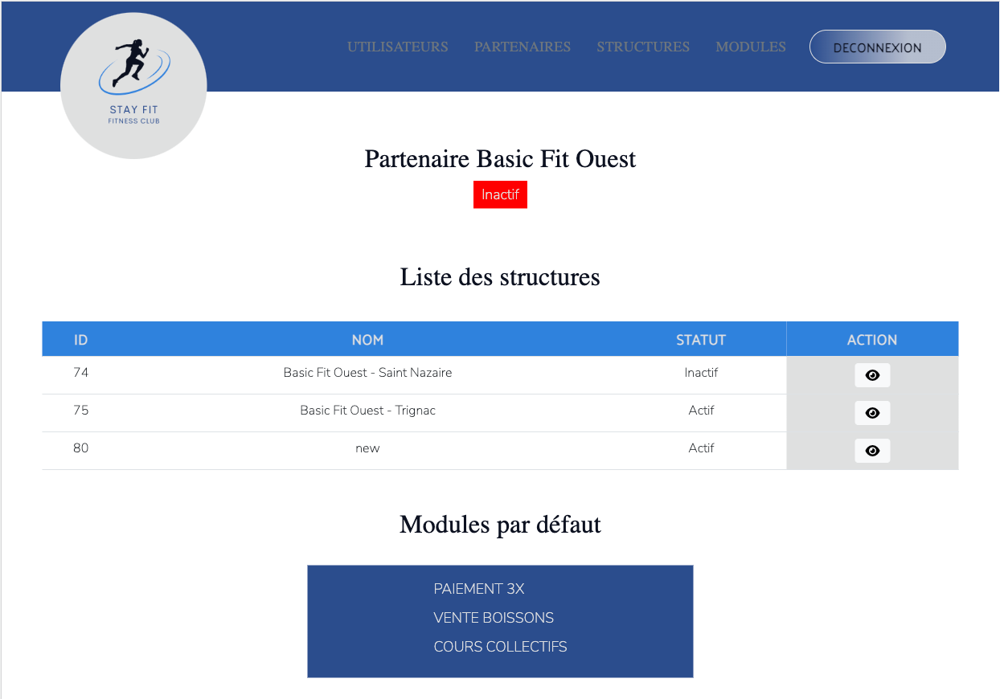 UTILISATEURS PARTENAIRES STRUCTURES MODULES DECONNEXION
STAY FIT
FITNESS CLUB
Partenaire Basic Fit Ouest
Inactif
Liste des structures
ID NOM STATUT ACTION
74 Basic Fit Ouest - Saint Nazaire Inactif
75 Basic Fit Ouest - Trignac Actif
80 new Actif
Modules par défaut
PAIEMENT 3X
VENTE BOISSONS
COURS COLLECTIFS